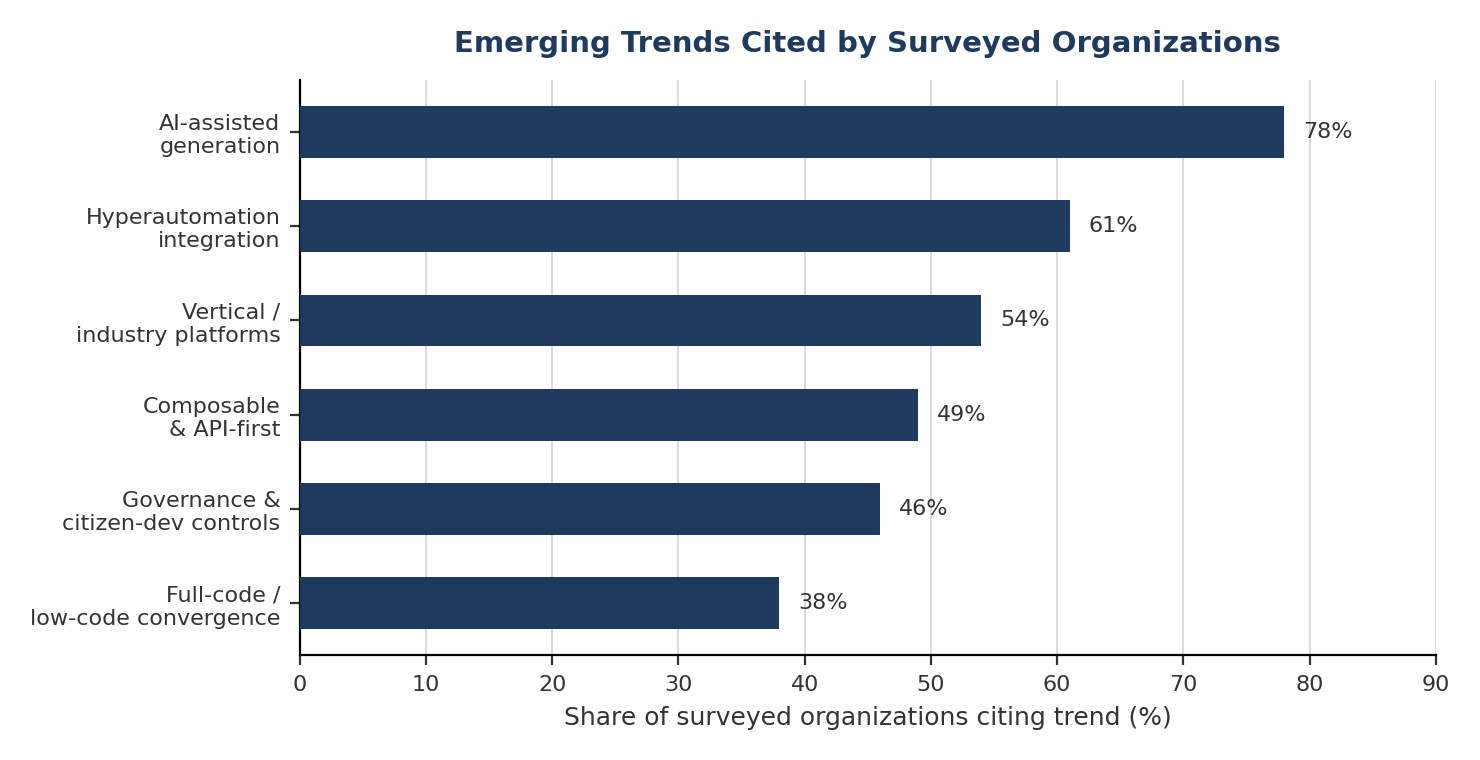 Emerging Trends Cited by Surveyed Organizations
AI-assisted
generation
78%
Hyperautomation
integration
61%
Vertical /
industry platforms
54%
Composable
& API-first
49%
Governance &
citizen-dev controls
46%
Full-code /
low-code convergence
38%
0 10 20 30 40 50 60 70 80 90
Share of surveyed organizations citing trend (%)